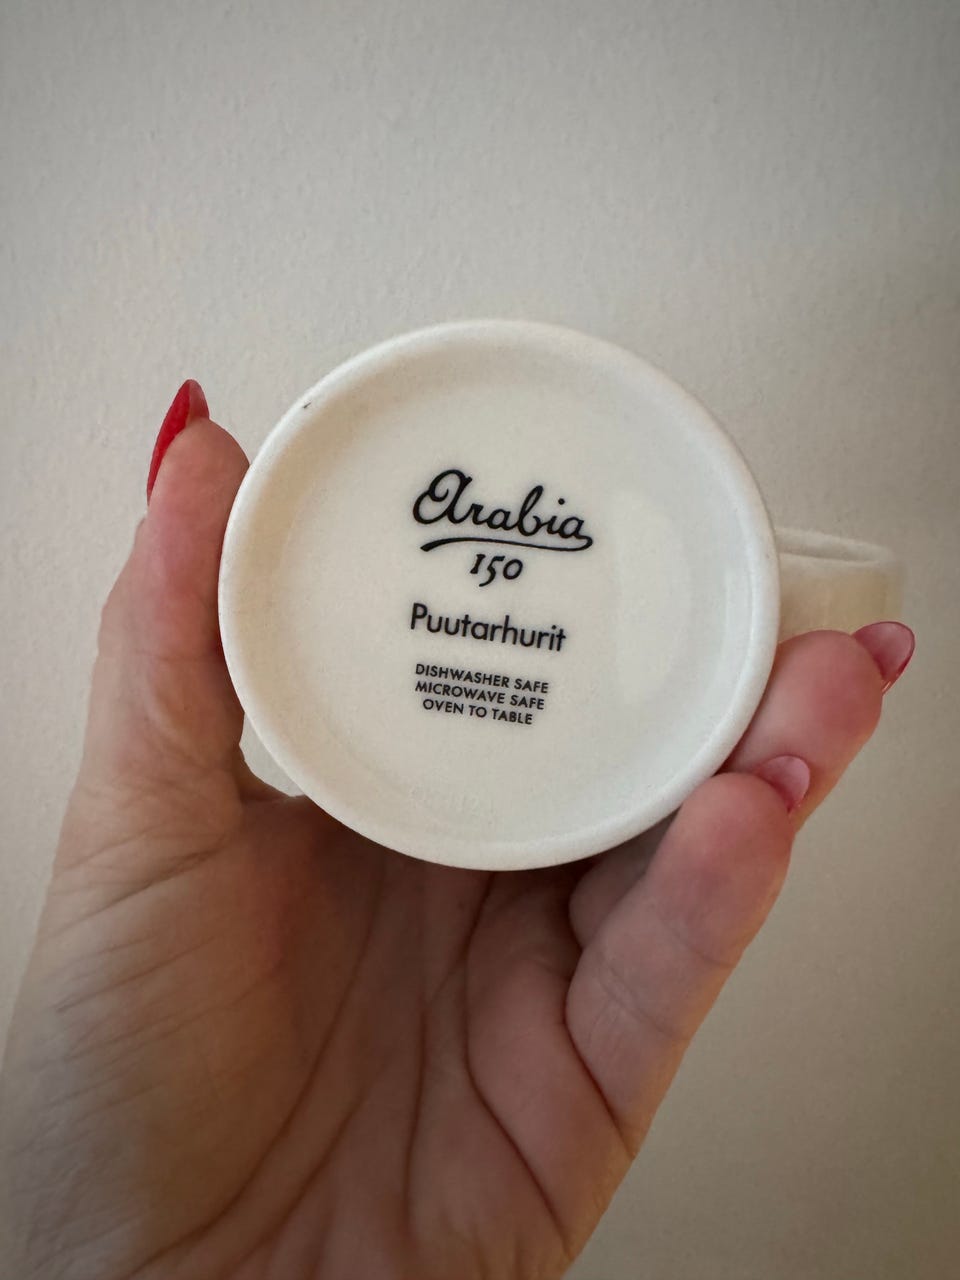 Arabia
150
Puutarhurit
DISHWASHER SAFE
MICROWAVE SAFE
OVEN TO TABLE